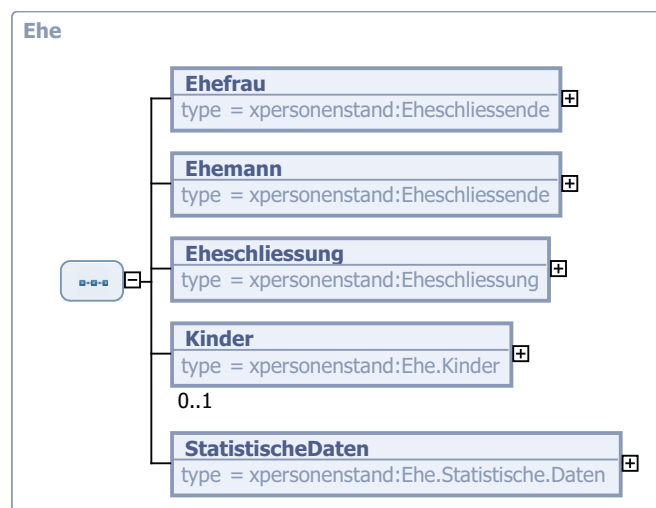 Ehe
Ehefrau
type = xpersonenstand:Eheschliessende
Ehemann
type = xpersonenstand:Eheschliessende
Eheschliessung
type = xpersonenstand:Eheschliessung
Kinder
type = xpersonenstand:Ehe.Kinder
0..1
StatistischeDaten
type = xpersonenstand:Ehe.Statistische.Daten